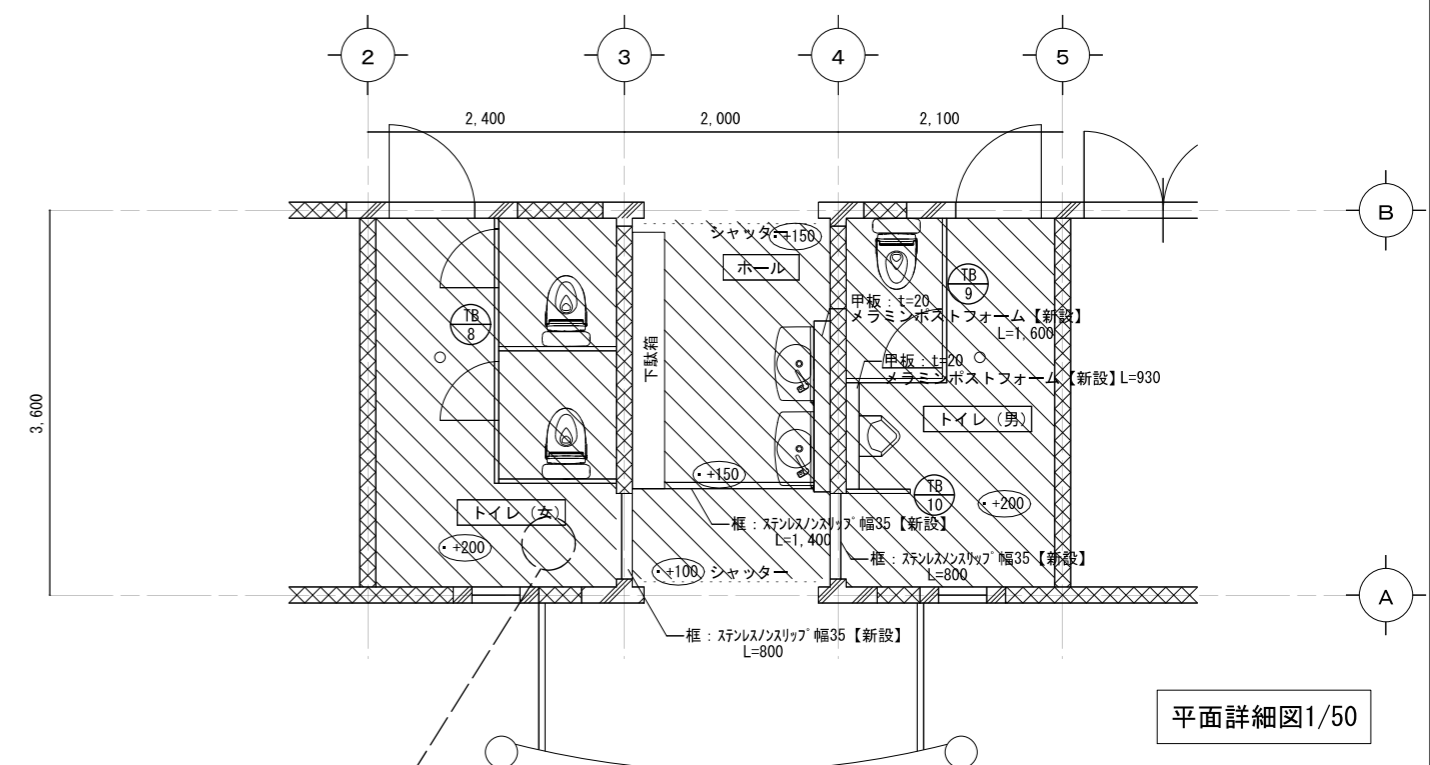 2
3
4
5
2,400
2,000
2,100
B
シャッター
・+150
ホール
TB
9
甲板：t=20
メラミンポストフォーム【新設】
L=1,600
TB
8
下駄箱
3,600
甲板：t=20
メラミンポストフォーム【新設】L=930
トイレ（男）
・+150
TB
10
・+200
トイレ（女）
框：ステンレスノンスリップ幅35【新設】
L=1,400
・+200
框：ステンレスノンスリップ幅35【新設】
L=800
・+100
シャッター
A
框：ステンレスノンスリップ幅35【新設】
L=800
平面詳細図1/50